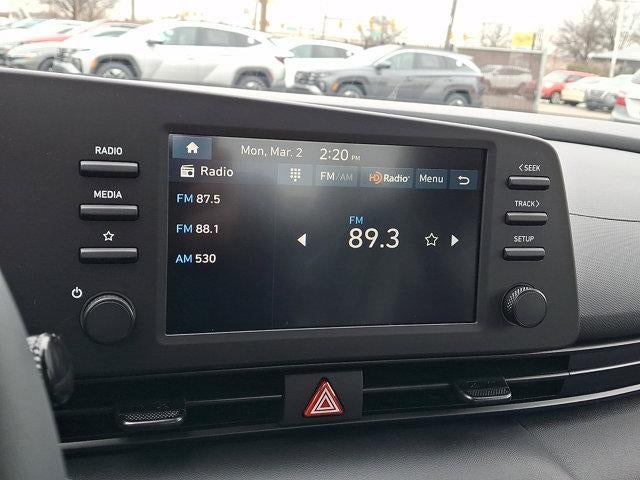 RADIO
MEDIA
Mon, Mar. 2 2:20 PM
Radio FM/AM HD Radio Menu
FM 87.5
FM 88.1
AM 530
FM
89.3
< SEEK
TRACK >
SETUP